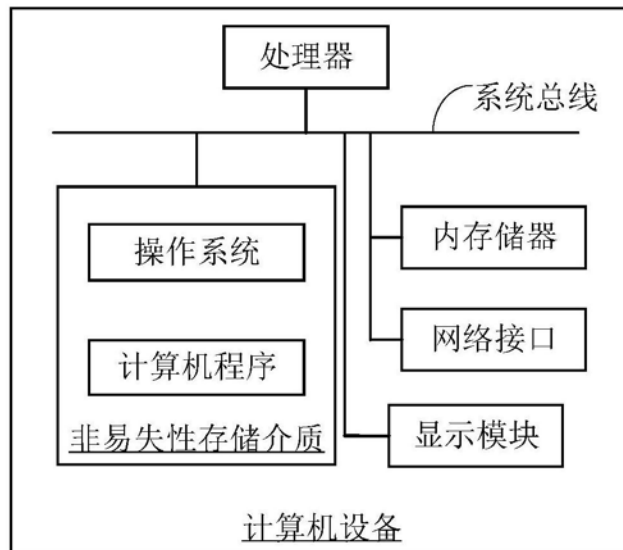 处理器
系统总线
操作系统
计算机程序
非易失性存储介质
内存储器
网络接口
显示模块
计算机设备